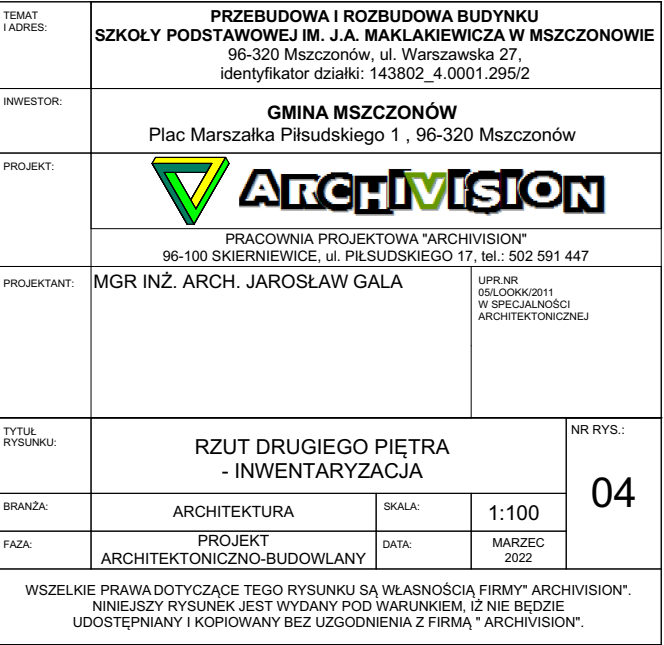 TEMAT
I ADRES:
PRZEBUDOWA I ROZBUDOWA BUDYNKU
SZKOŁY PODSTAWOWEJ IM. J.A. MAKLAKIEWICZA W MSZCZONOWIE
96-320 Mszczonów, ul. Warszawska 27,
identyfikator działki: 143802_4.0001.295/2
INWESTOR:
GMINA MSZCZONÓW
Plac Marszałka Piłsudskiego 1 , 96-320 Mszczonów
PROJEKT:
ARCHIVISION
PRACOWNIA PROJEKTOWA "ARCHIVISION"
96-100 SKIERNIEWICE, ul. PIŁSUDSKIEGO 17, tel.: 502 591 447
PROJEKTANT:
MGR INŻ. ARCH. JAROSŁAW GALA
UPR.NR
05/LOOKK/2011
W SPECJALNOŚCI
ARCHITEKTONICZNEJ
TYTUŁ
RYSUNKU:
RZUT DRUGIEGO PIĘTRA
- INWENTARYZACJA
NR RYS.:
04
BRANŻA:
ARCHITEKTURA
SKALA:
1:100
FAZA:
PROJEKT
ARCHITEKTONICZNO-BUDOWLANY
DATA:
MARZEC
2022
WSZELKIE PRAWA DOTYCZĄCE TEGO RYSUNKU SĄ WŁASNOŚCIĄ FIRMY" ARCHIVISION".
NINIEJSZY RYSUNEK JEST WYDANY POD WARUNKIEM, IŻ NIE BĘDZIE
UDOSTĘPNIANY I KOPIOWANY BEZ UZGODNIENIA Z FIRMĄ " ARCHIVISION".